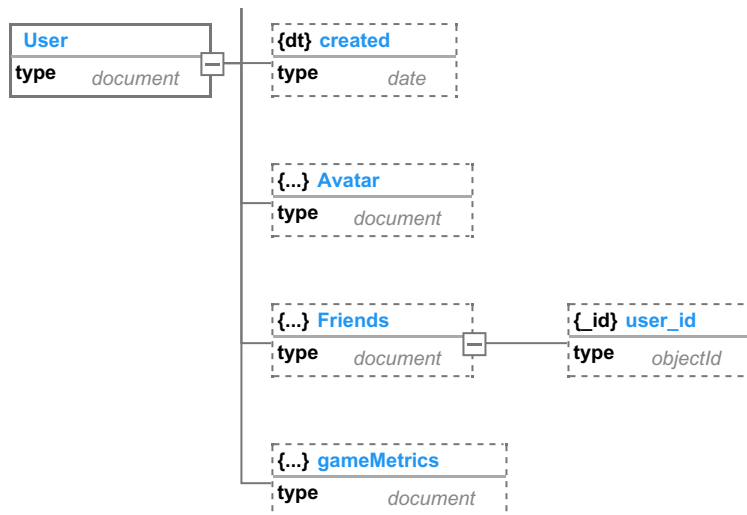 User
type document
{dt} created
type date
{...} Avatar
type document
{...} Friends
type document
{_id} user_id
type objectId
{...} gameMetrics
type document